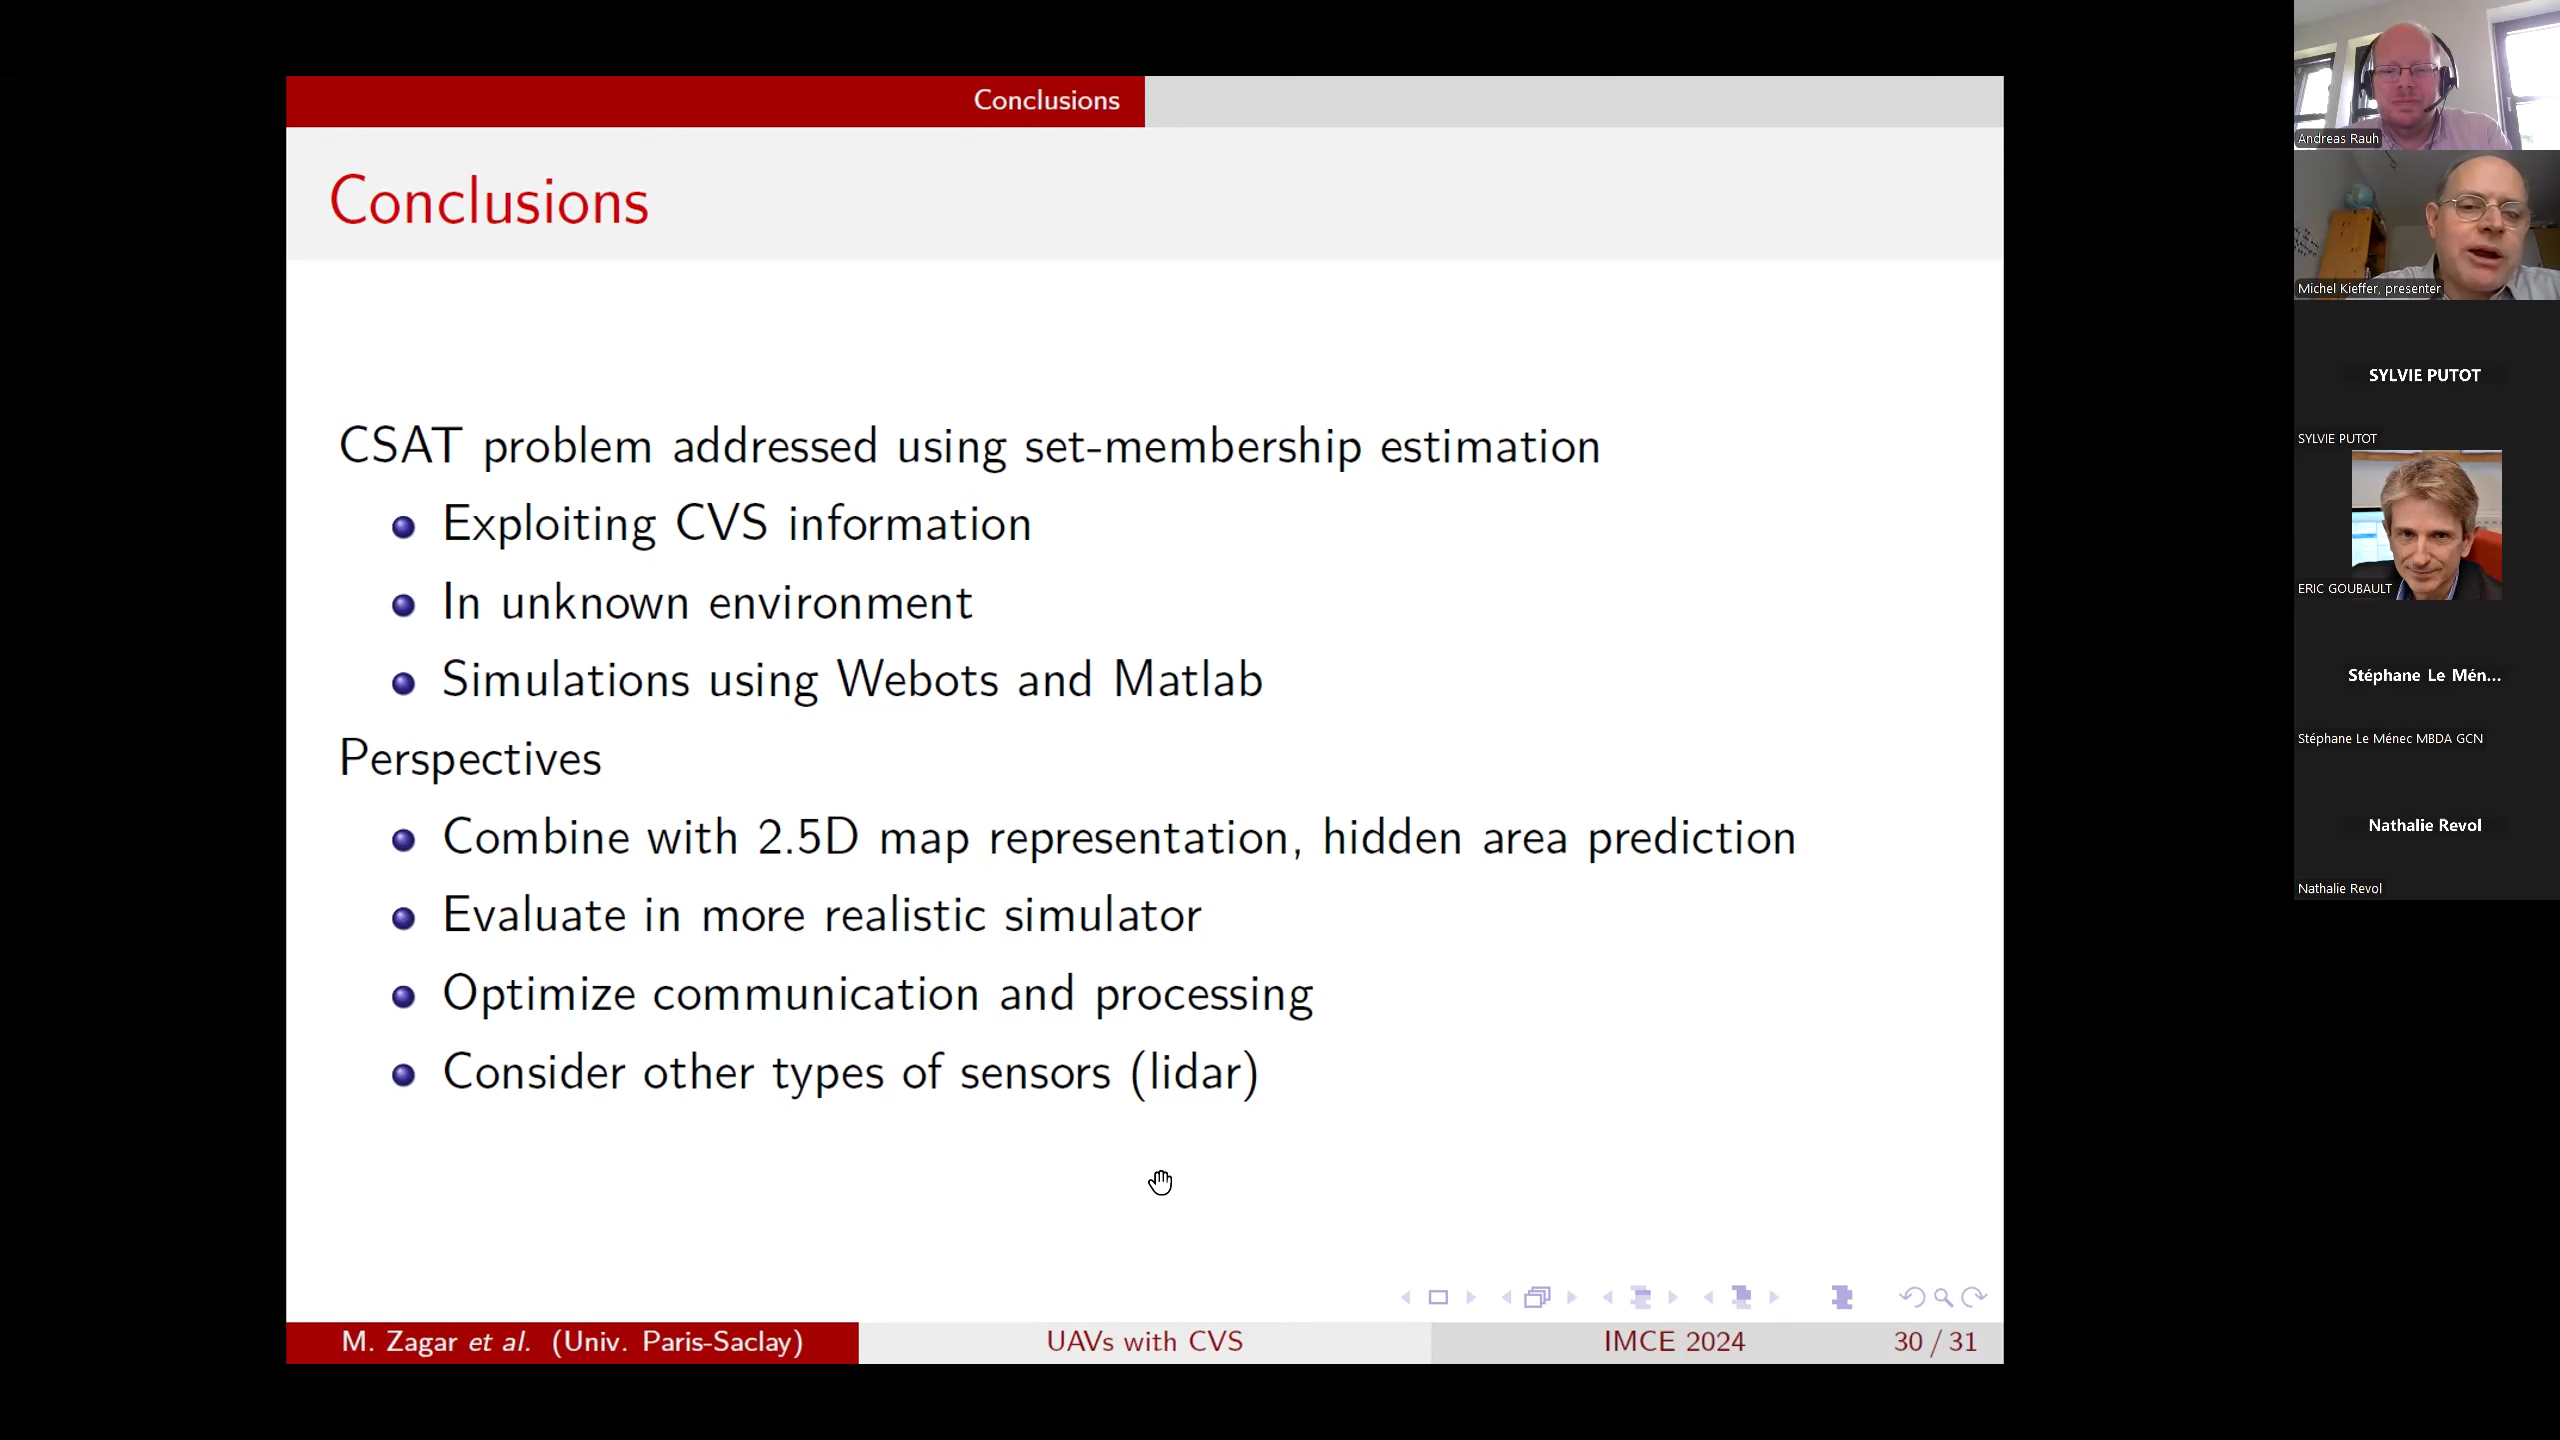 Conclusions
Conclusions
CSAT problem addressed using set-membership estimation
Exploiting CVS information
In unknown environment
Simulations using Webots and Matlab
Perspectives
Combine with 2.5D map representation, hidden area prediction
Evaluate in more realistic simulator
Optimize communication and processing
Consider other types of sensors (lidar)
M. Zagar et al. (Univ. Paris-Saclay)
UAVs with CVS
IMCE 2024
30 / 31
Andreas Rauh
Michel Kieffer, presenter
SYLVIE PUTOT
SYLVIE PUTOT
ERIC GOUBAULT
Stéphane Le Mén...
Stéphane Le Ménec MBDA GCN
Nathalie Revol
Nathalie Revol